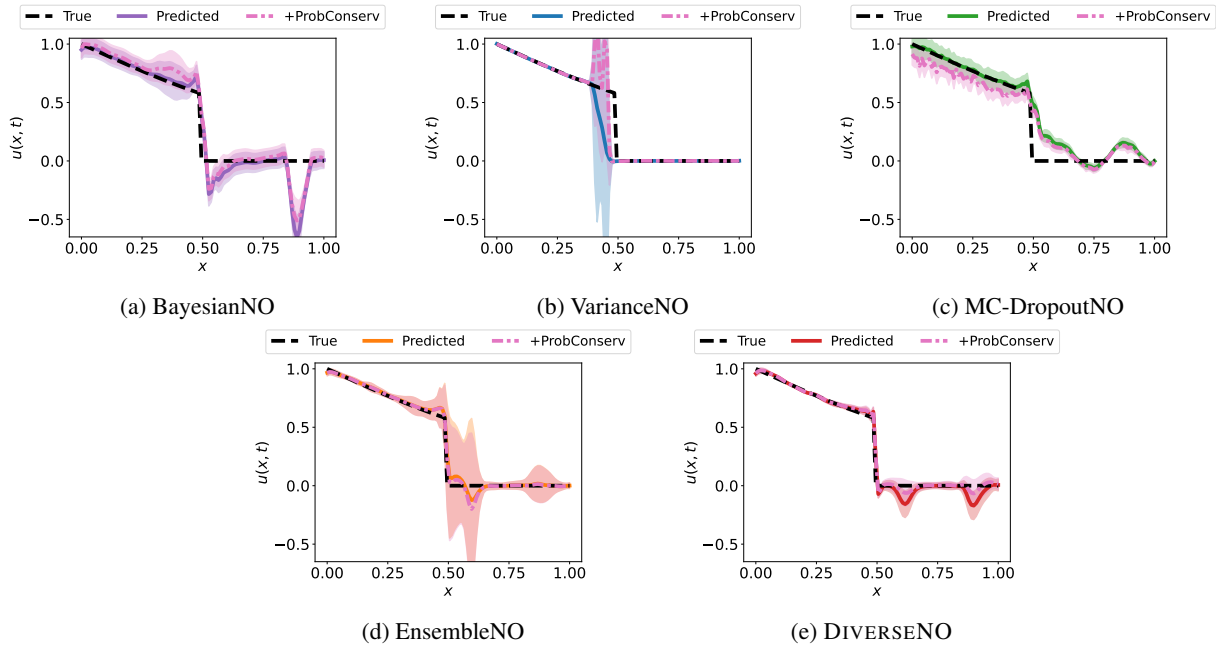 True Predicted +ProbConserv
True Predicted +ProbConserv
True Predicted +ProbConserv
1.0
0.5
0.0
−0.5
u(x, t)
0.00 0.25 0.50 0.75 1.00
x
1.0
0.5
0.0
−0.5
u(x, t)
0.00 0.25 0.50 0.75 1.00
x
1.0
0.5
0.0
−0.5
u(x, t)
0.00 0.25 0.50 0.75 1.00
x
(a) BayesianNO
(b) VarianceNO
(c) MC-DropoutNO
True Predicted +ProbConserv
True Predicted +ProbConserv
1.0
0.5
0.0
−0.5
u(x, t)
0.00 0.25 0.50 0.75 1.00
x
1.0
0.5
0.0
−0.5
u(x, t)
0.00 0.25 0.50 0.75 1.00
x
(d) EnsembleNO
(e) DIVERSENO